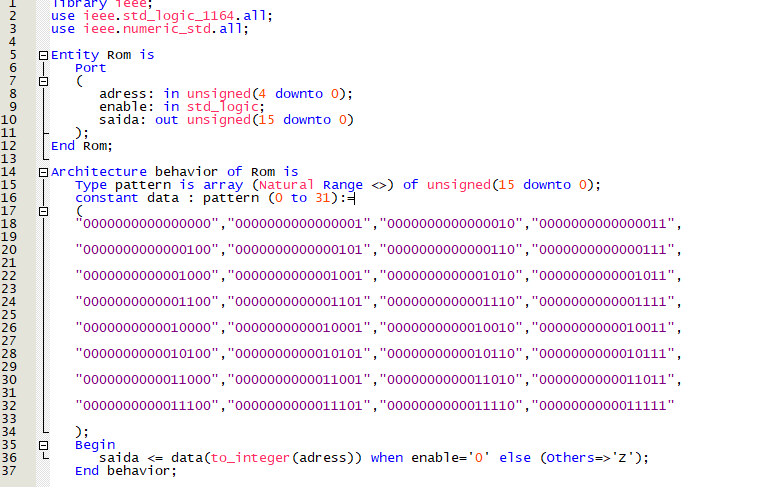 1 library ieee;
2 use ieee.std_logic_1164.all;
3 use ieee.numeric_std.all;
4
5 Entity Rom is
6 Port
7 (
8 adress: in unsigned(4 downto 0);
9 enable: in std_logic;
10 saida: out unsigned(15 downto 0)
11 );
12 End Rom;
13
14 Architecture behavior of Rom is
15 Type pattern is array (Natural Range <>) of unsigned(15 downto 0);
16 constant data : pattern (0 to 31):=
17 (
18 "0000000000000000","0000000000000001","0000000000000010","0000000000000011",
19
20 "0000000000000100","0000000000000101","0000000000000110","0000000000000111",
21
22 "0000000000001000","0000000000001001","0000000000001010","0000000000001011",
23
24 "0000000000001100","0000000000001101","0000000000001110","0000000000001111",
25
26 "0000000000010000","0000000000010001","0000000000010010","0000000000010011",
27
28 "0000000000010100","0000000000010101","0000000000010110","0000000000010111",
29
30 "0000000000011000","0000000000011001","0000000000011010","0000000000011011",
31
32 "0000000000011100","0000000000011101","0000000000011110","0000000000011111"
33
34 );
35 Begin
36 saida <= data(to_integer(adress)) when enable='0' else (Others=>'Z');
37 End behavior;